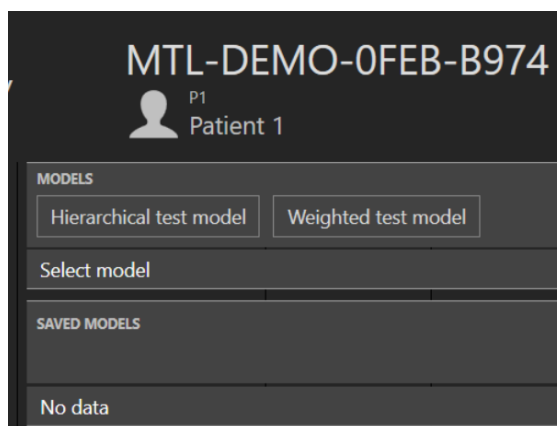 MTL-DEMO-0FEB-B974
P1
Patient 1
MODELS
Hierarchical test model Weighted test model
Select model
SAVED MODELS
No data